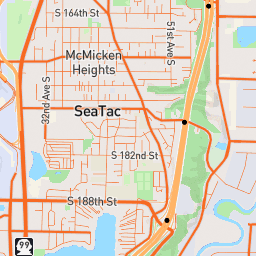 S 164th St
51st Ave S
McMicken
Heights
32nd Ave S
SeaTac
S 182nd St
S 188th St
99